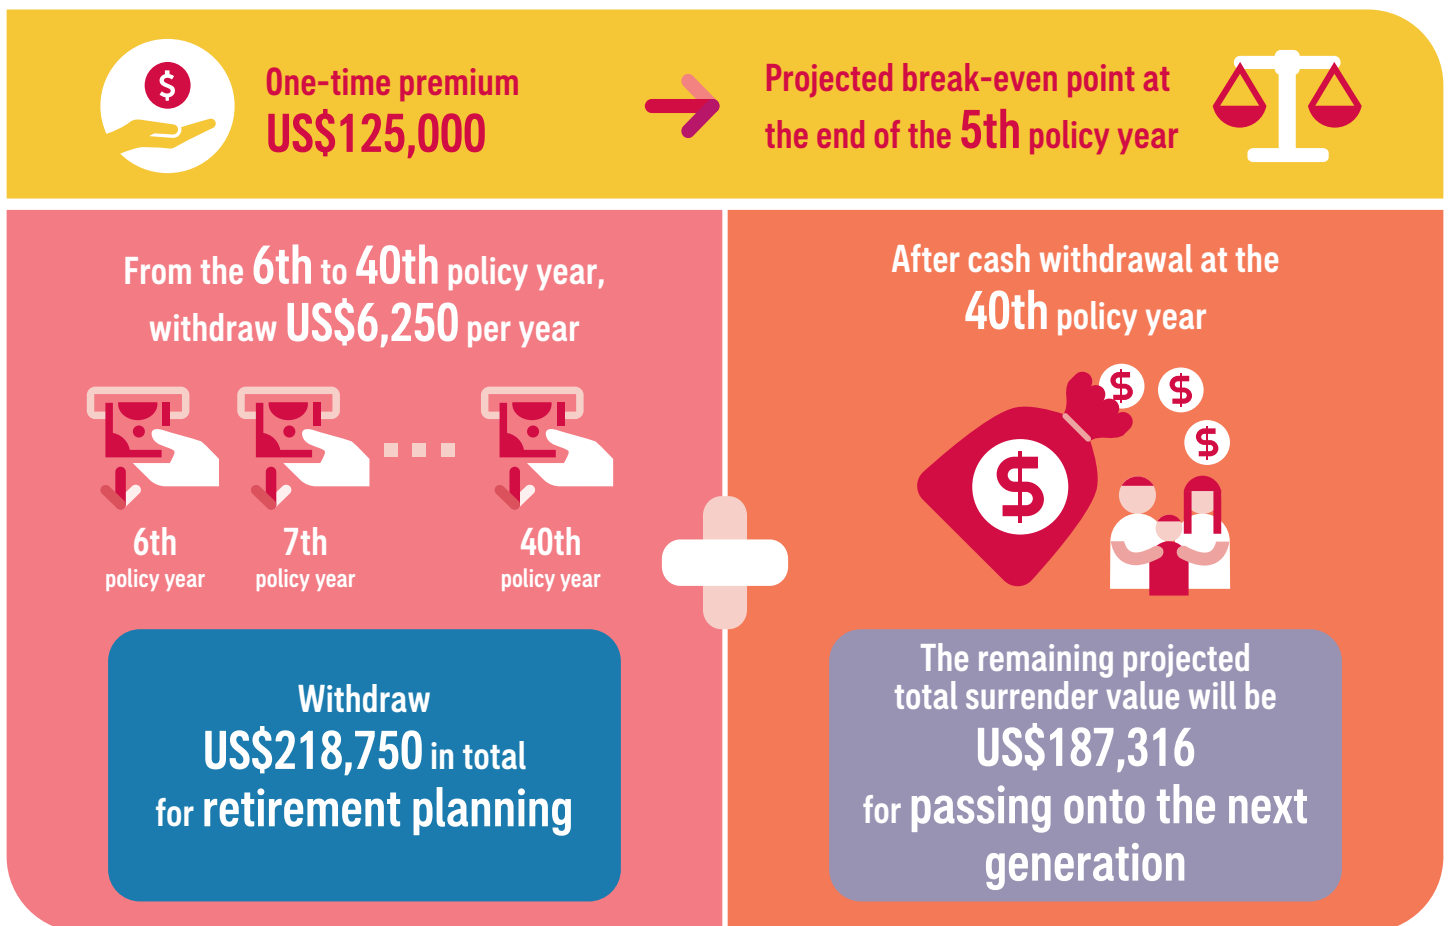 $
One-time premium
US$125,000
Projected break-even point at
the end of the 5th policy year
From the 6th to 40th policy year,
withdraw US$6,250 per year
6th
policy year
7th
policy year
40th
policy year
Withdraw
US$218,750 in total
for retirement planning
After cash withdrawal at the
40th policy year
$
$
$
$
The remaining projected
total surrender value will be
US$187,316
for passing onto the next
generation